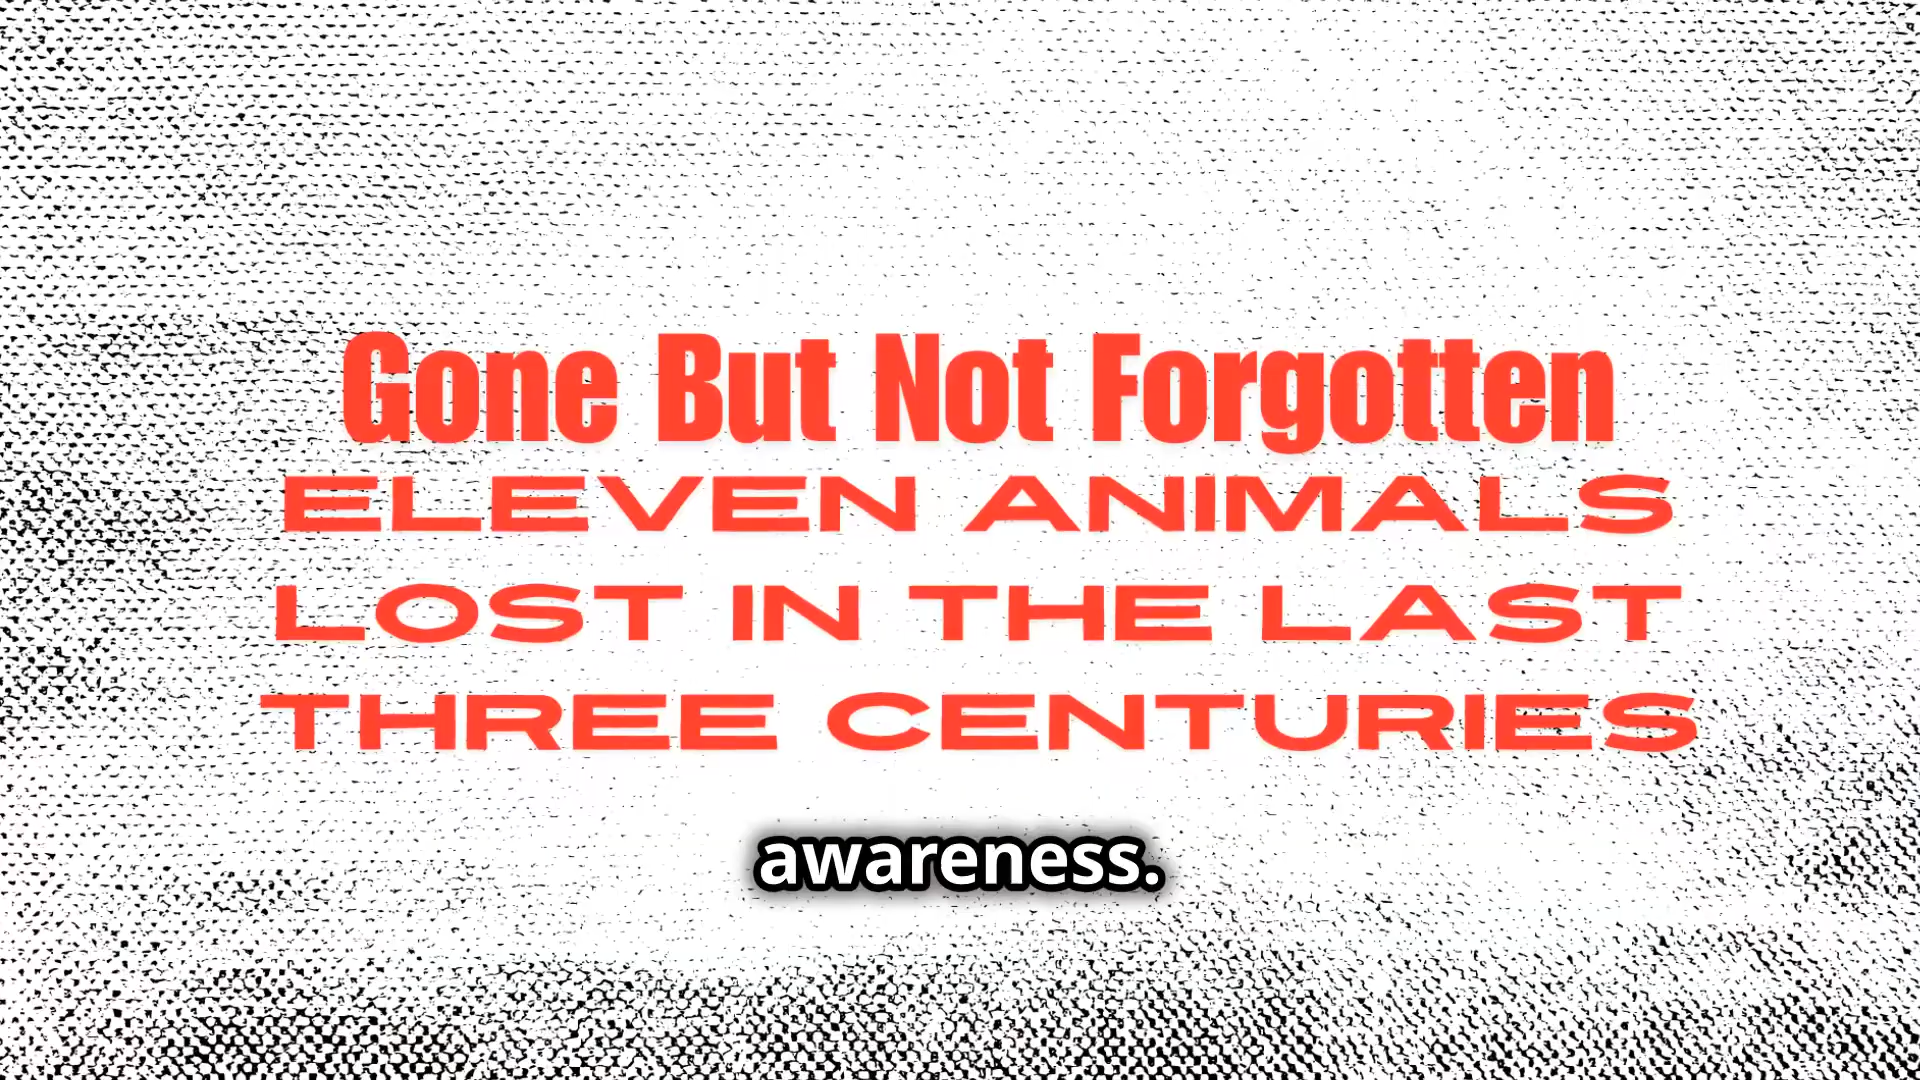 Gone But Not Forgotten
ELEVEN ANIMALS
LOST IN THE LAST
THREE CENTURIES
awareness.